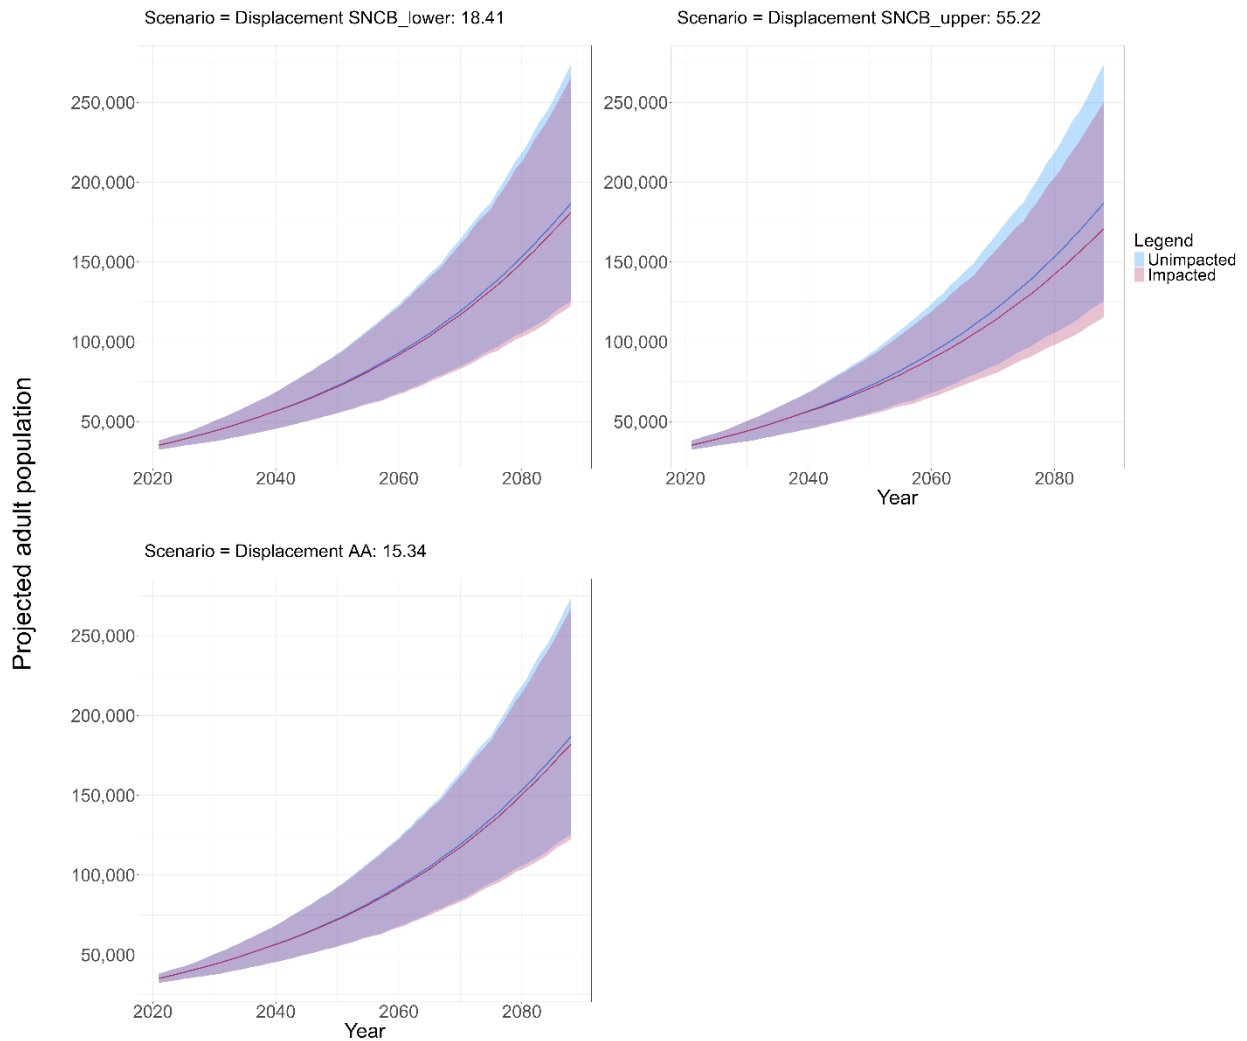 Scenario = Displacement SNCB_lower: 18.41
Scenario = Displacement SNCB_upper: 55.22
Projected adult population
250,000
200,000
150,000
100,000
50,000
2020 2040 2060 2080
250,000
200,000
150,000
100,000
50,000
2020 2040 2060 2080
Year
Legend
Unimpacted
Impacted
Scenario = Displacement AA: 15.34
250,000
200,000
150,000
100,000
50,000
2020 2040 2060 2080
Year